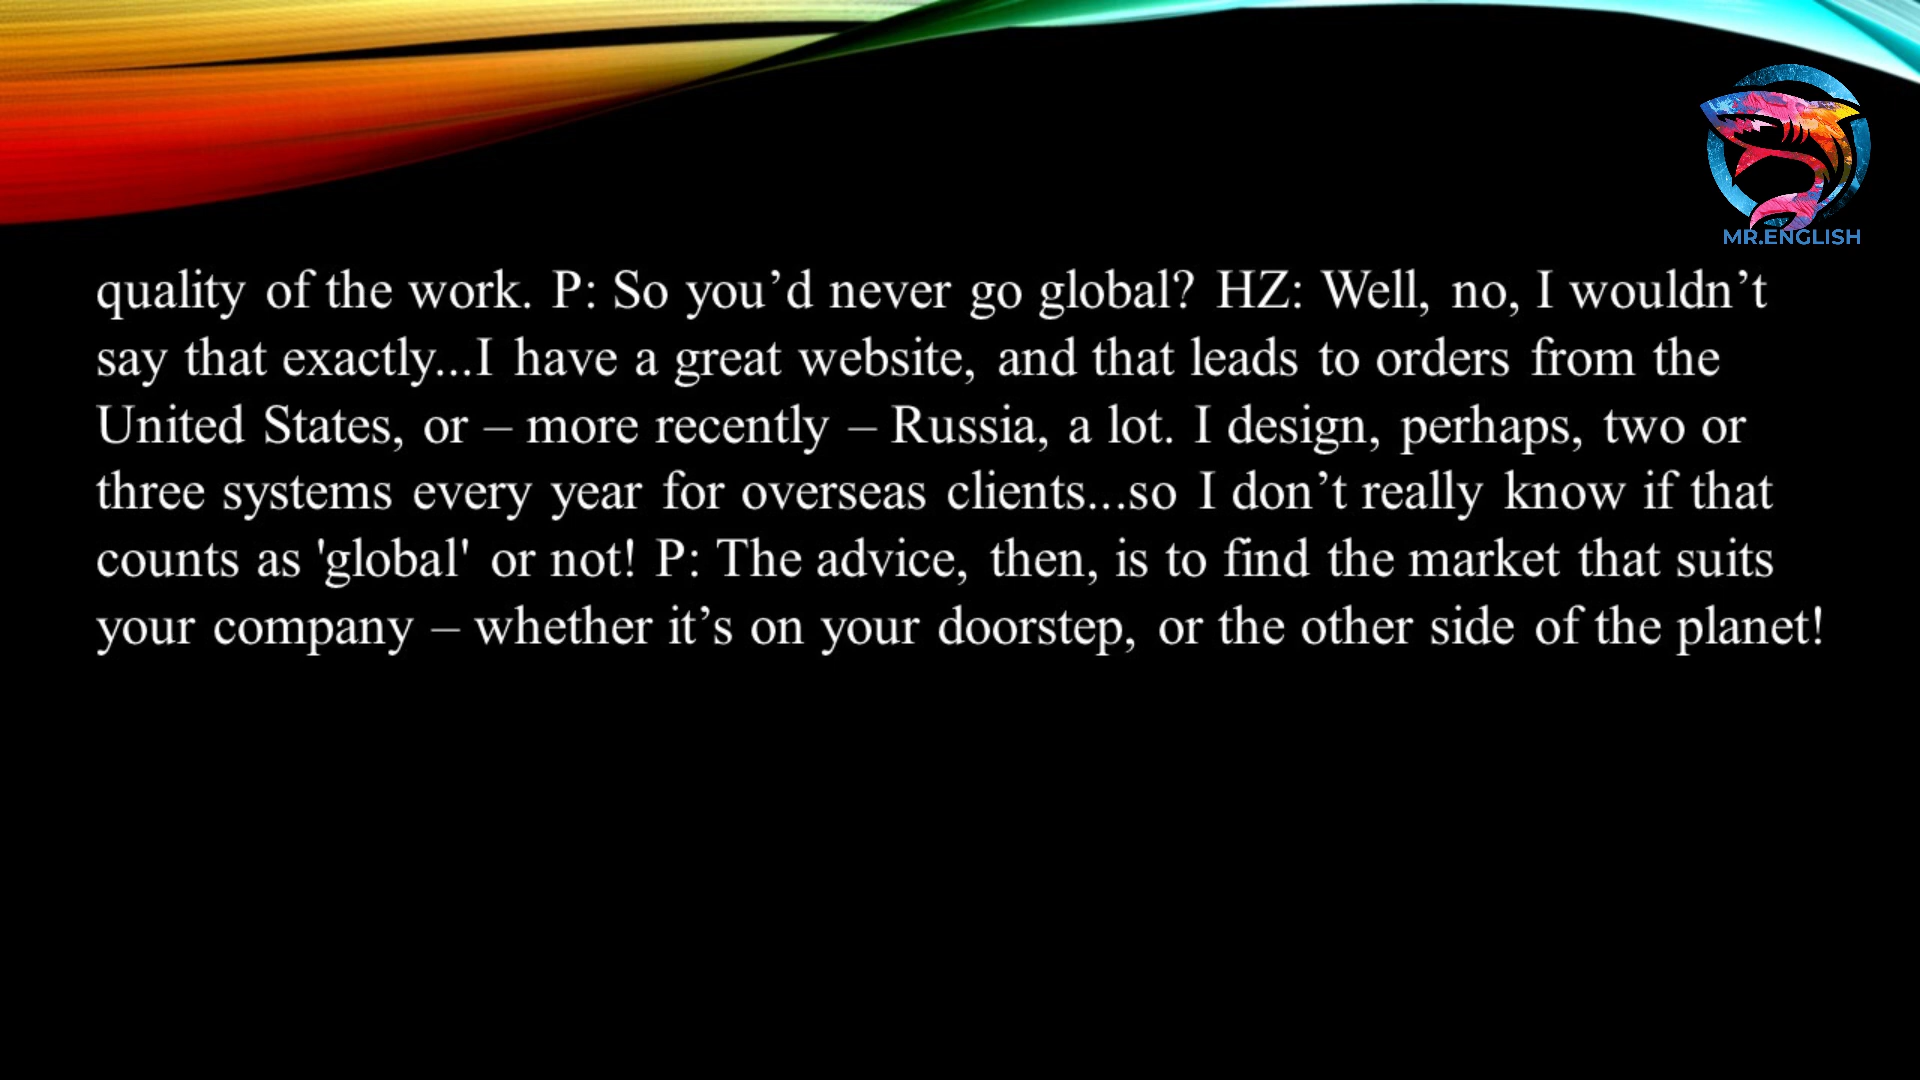 MR.ENGLISH
quality of the work. P: So you’d never go global? HZ: Well, no, I wouldn’t
say that exactly...I have a great website, and that leads to orders from the
United States, or – more recently – Russia, a lot. I design, perhaps, two or
three systems every year for overseas clients...so I don’t really know if that
counts as 'global' or not! P: The advice, then, is to find the market that suits
your company – whether it’s on your doorstep, or the other side of the planet!